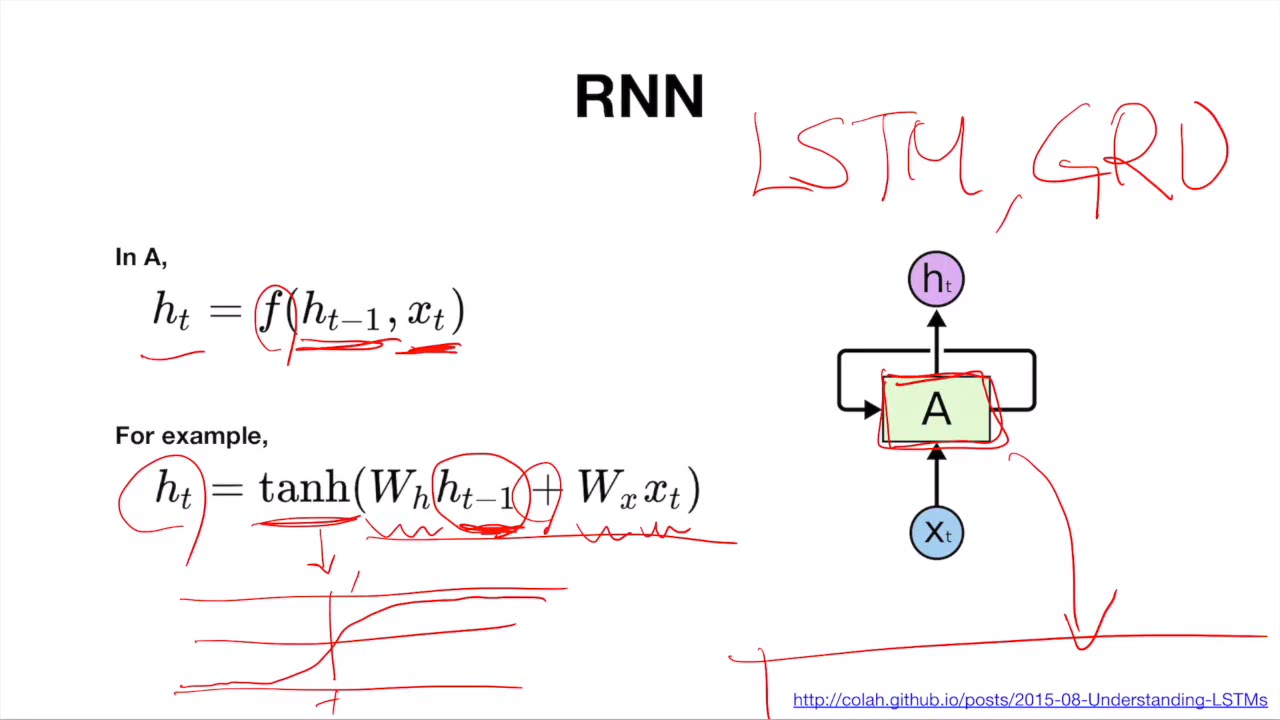 RNN
LSTM, GRU
In A,
h_t = f(h_{t-1}, x_t)
For example,
h_t = tanh(W_h h_{t-1} + W_x x_t)
h_t
A
x_t
http://colah.github.io/posts/2015-08-Understanding-LSTMs